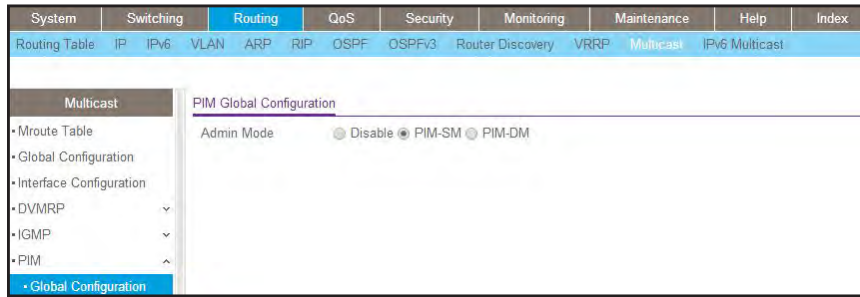 System Switching Routing QoS Security Monitoring Maintenance Help Index
Routing Table IP IPv6 VLAN ARP RIP OSPF OSPFv3 Router Discovery VRRP Multicast IPv6 Multicast
Multicast
PIM Global Configuration
Mroute Table
Admin Mode Disable PIM-SM PIM-DM
Global Configuration
Interface Configuration
DVMRP
IGMP
PIM
Global Configuration